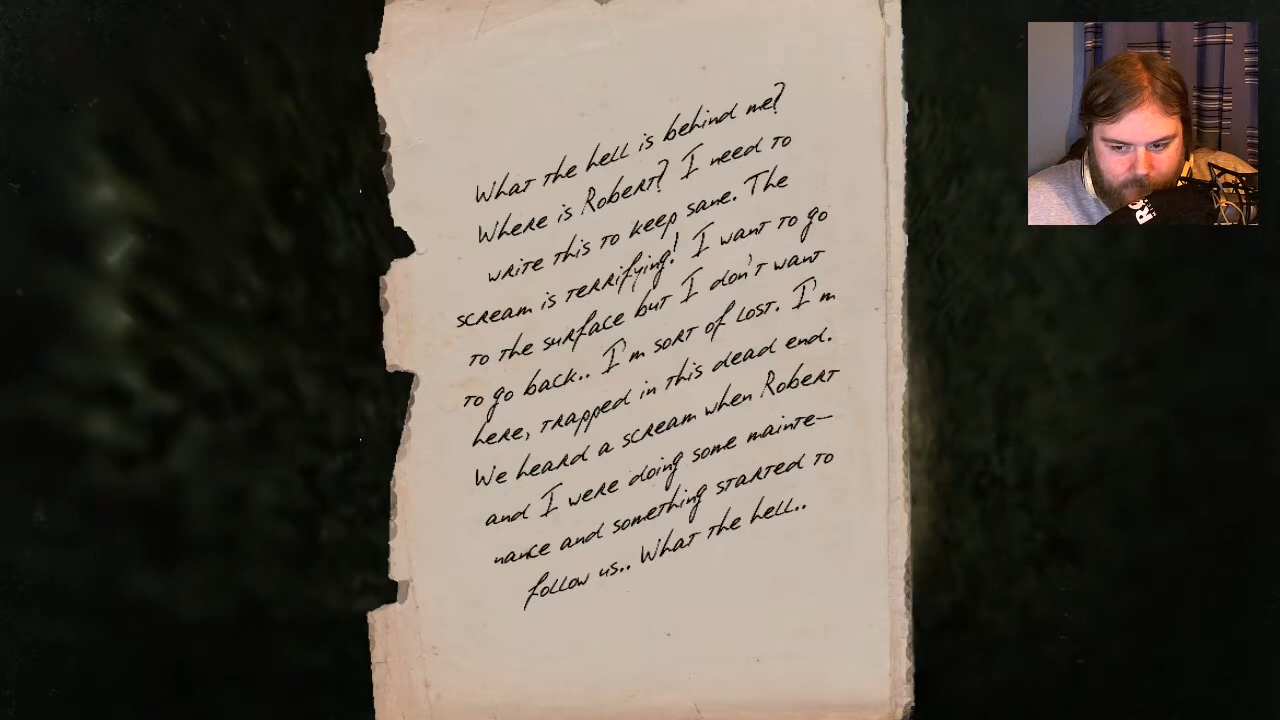 What the hell is behind me?
Where is Robert? I need to
write this to keep sane. The
scream is terrifying! I want to go
to the surface but I don't want
to go back.. I'm sort of lost. I'm
here, trapped in this dead end.
We heard a scream when Robert
and I were doing some mainte-
nance and something started to
follow us.. What the hell..